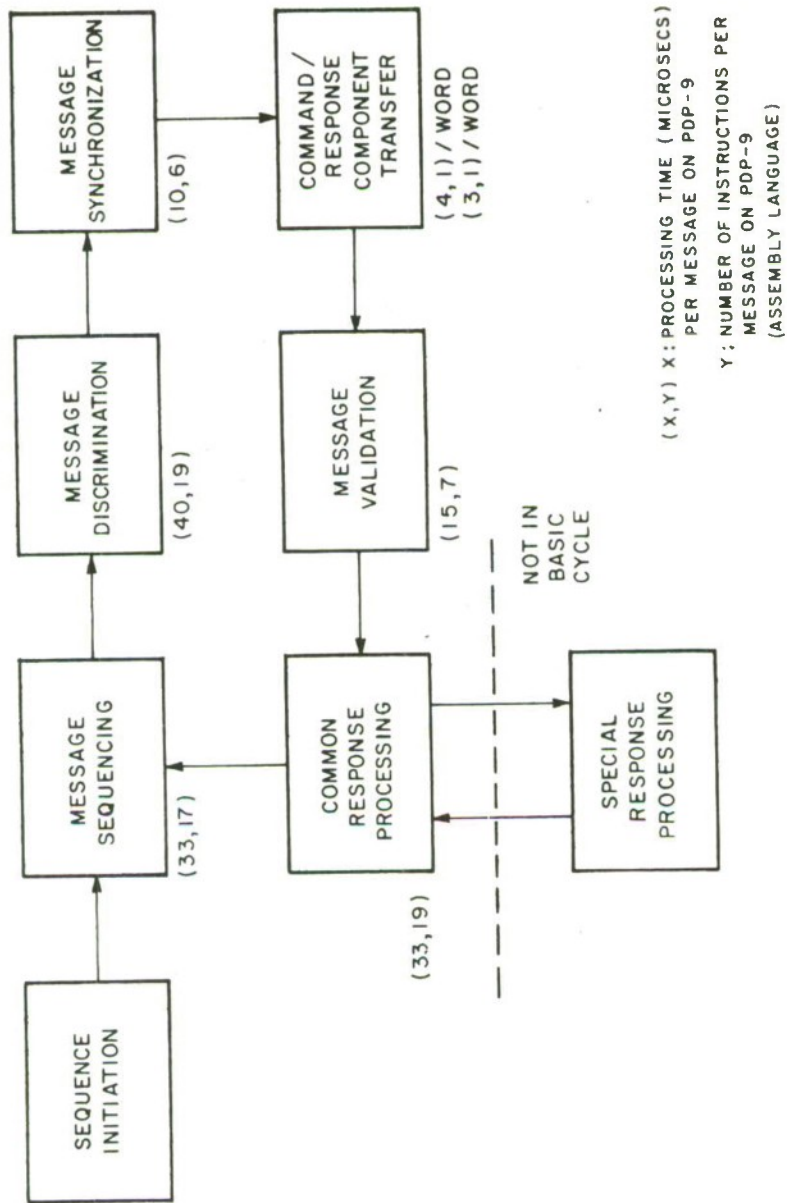 SEQUENCE
INITIATION
MESSAGE
SEQUENCING
(33,17)
MESSAGE
DISCRIMINATION
(40,19)
MESSAGE
SYNCHRONIZATION
(10,6)
COMMAND/
RESPONSE
COMPONENT
TRANSFER
(4,1)/WORD
(3,1)/WORD
MESSAGE
VALIDATION
(15,7)
COMMON
RESPONSE
PROCESSING
(33,19)
NOT IN
BASIC
CYCLE
SPECIAL
RESPONSE
PROCESSING
(X,Y) X: PROCESSING TIME (MICROSECS)
PER MESSAGE ON PDP-9
Y; NUMBER OF INSTRUCTIONS PER
MESSAGE ON PDP-9
(ASSEMBLY LANGUAGE)